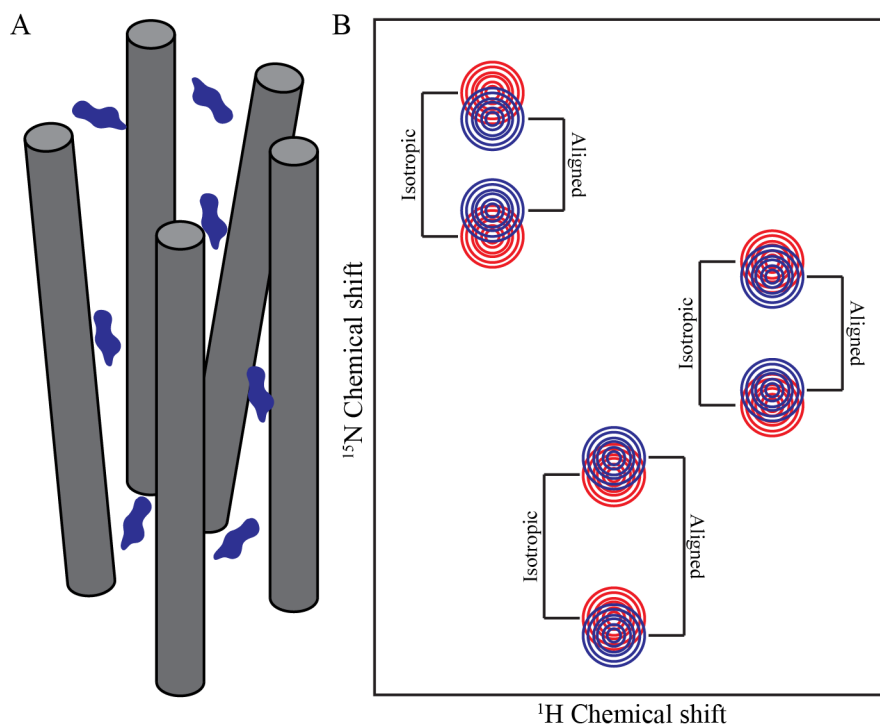 A
B
Isotropic
Aligned
Isotropic
Aligned
Isotropic
Aligned
¹⁵N Chemical shift
¹H Chemical shift